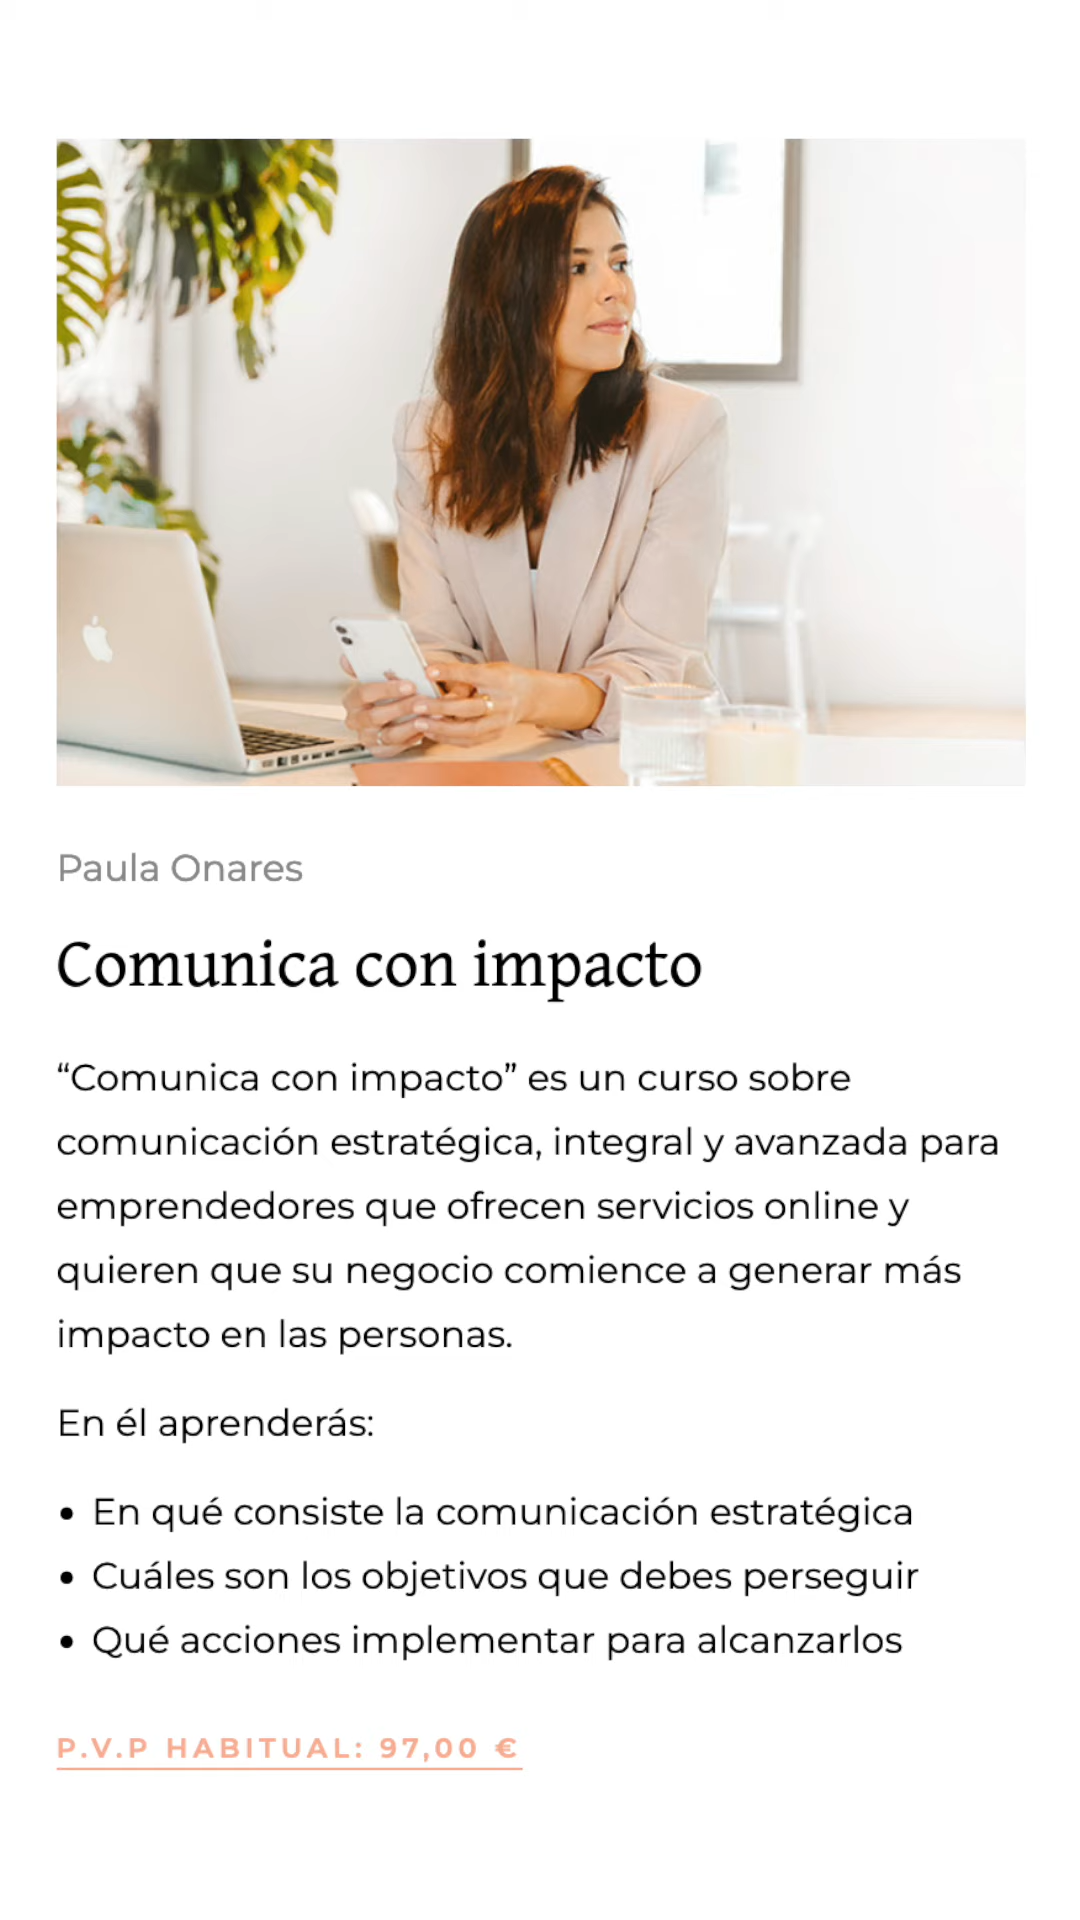 Paula Onares
Comunica con impacto
“Comunica con impacto” es un curso sobre
comunicación estratégica, integral y avanzada para
emprendedores que ofrecen servicios online y
quieren que su negocio comience a generar más
impacto en las personas.
En él aprenderás:
• En qué consiste la comunicación estratégica
• Cuáles son los objetivos que debes perseguir
• Qué acciones implementar para alcanzarlos
P.V.P HABITUAL: 97,00 €